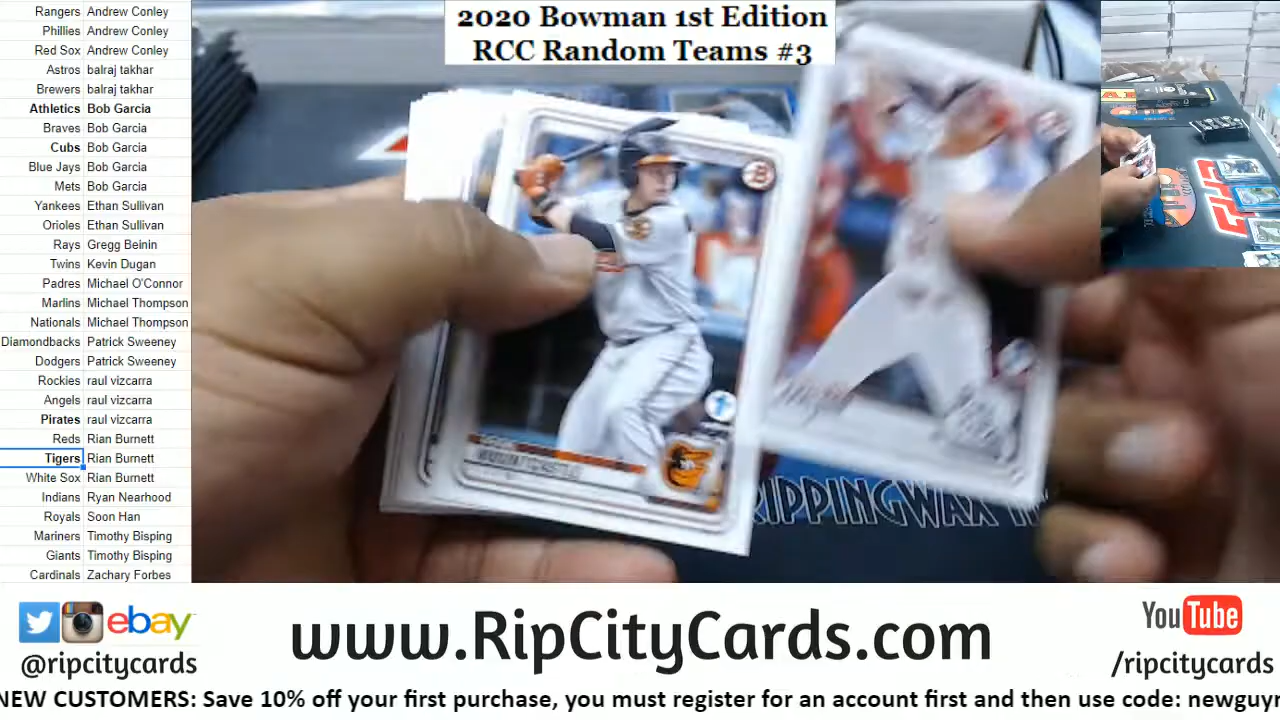 2020 Bowman 1st Edition
RCC Random Teams #3
Rangers Andrew Conley
Phillies Andrew Conley
Red Sox Andrew Conley
Astros balraj takhar
Brewers balraj takhar
Athletics Bob Garcia
Braves Bob Garcia
Cubs Bob Garcia
Blue Jays Bob Garcia
Mets Bob Garcia
Yankees Ethan Sullivan
Orioles Ethan Sullivan
Rays Gregg Beinin
Twins Kevin Dugan
Padres Michael O'Connor
Marlins Michael Thompson
Nationals Michael Thompson
Diamondbacks Patrick Sweeney
Dodgers Patrick Sweeney
Rockies raul vizcarra
Angels raul vizcarra
Pirates raul vizcarra
Reds Rian Burnett
Tigers Rian Burnett
White Sox Rian Burnett
Indians Ryan Nearhood
Royals Soon Han
Mariners Timothy Bisping
Giants Timothy Bisping
Cardinals Zachary Forbes
B
MOUNTCASTLE
RIPPINGWAX
ebay
@ripcitycards
www.RipCityCards.com
YouTube
/ripcitycards
NEW CUSTOMERS: Save 10% off your first purchase, you must register for an account first and then use code: newguy